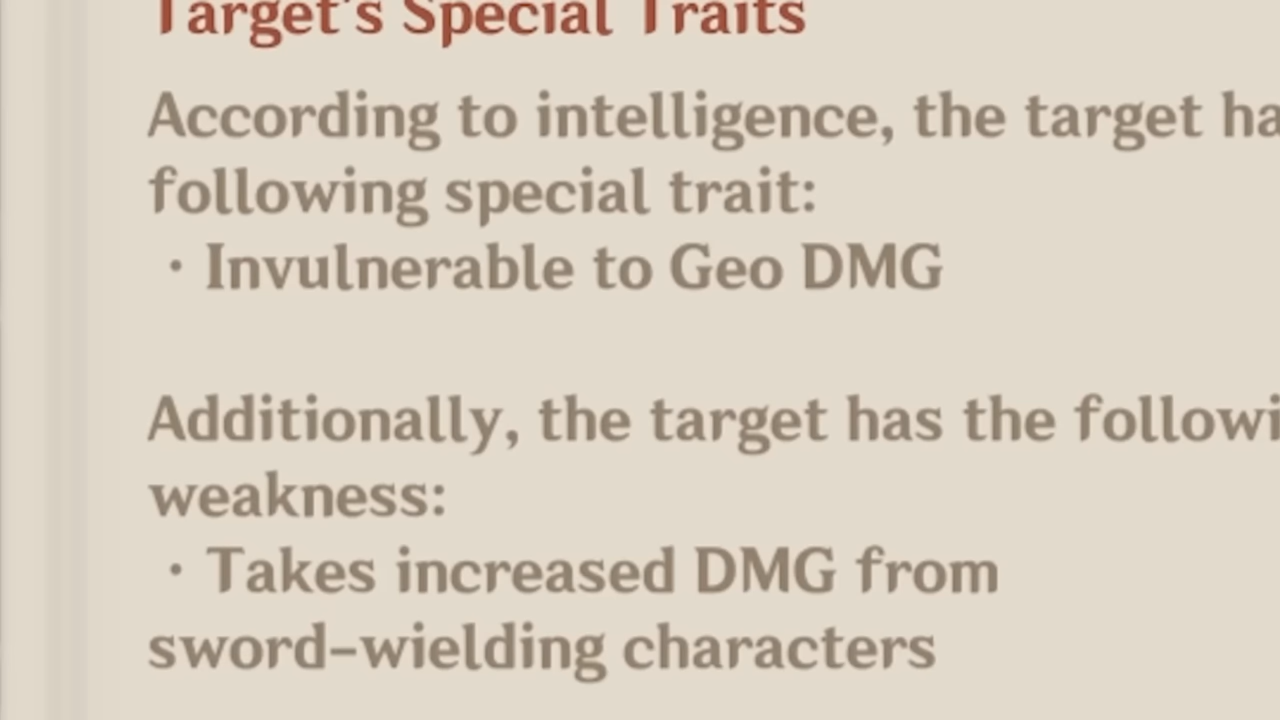 Target's Special Traits
According to intelligence, the target
following special trait:
· Invulnerable to Geo DMG
Additionally, the target has the
weakness:
· Takes increased DMG from
sword-wielding characters